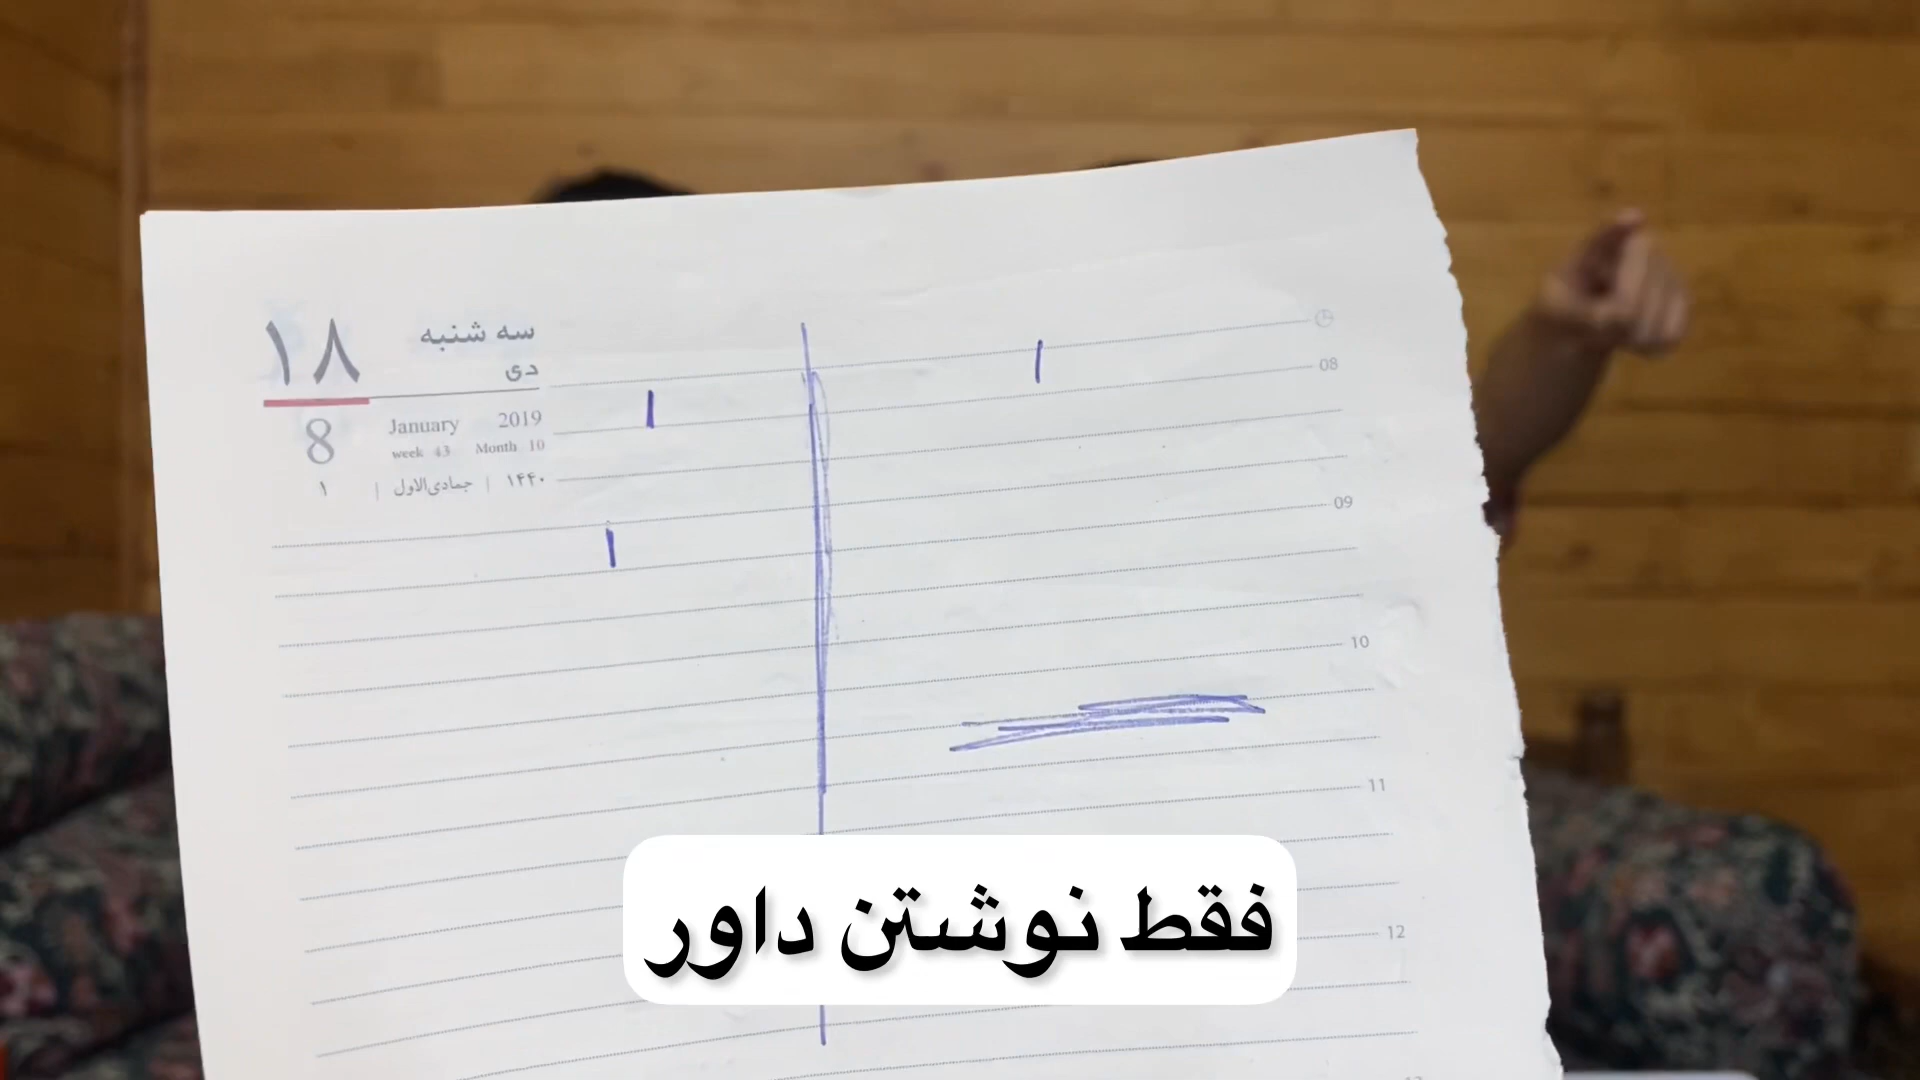 ۱۸ سه شنبه
دی
8 January 2019
week 43 Month 10
۱ | جمادی‌الاول | ۱۴۴۰
08
09
10
11
12
فقط نوشتن داور